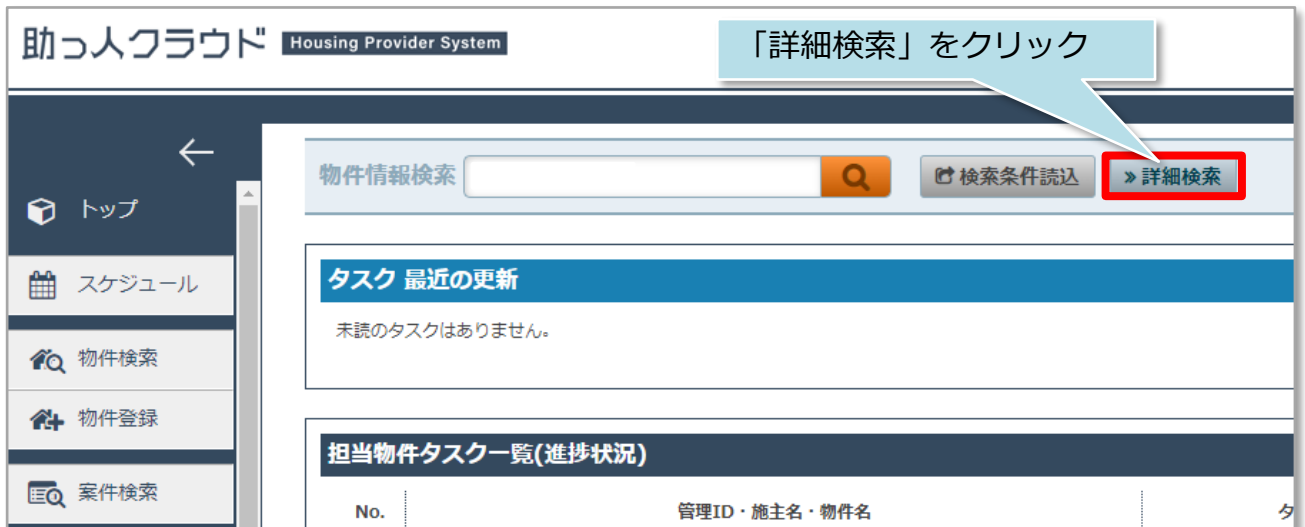 助っ人クラウド Housing Provider System
「詳細検索」をクリック
物件情報検索
検索条件読込
» 詳細検索
トップ
スケジュール
物件検索
物件登録
案件検索
タスク 最近の更新
未読のタスクはありません。
担当物件タスク一覧(進捗状況)
No.
管理ID・施主名・物件名
タ